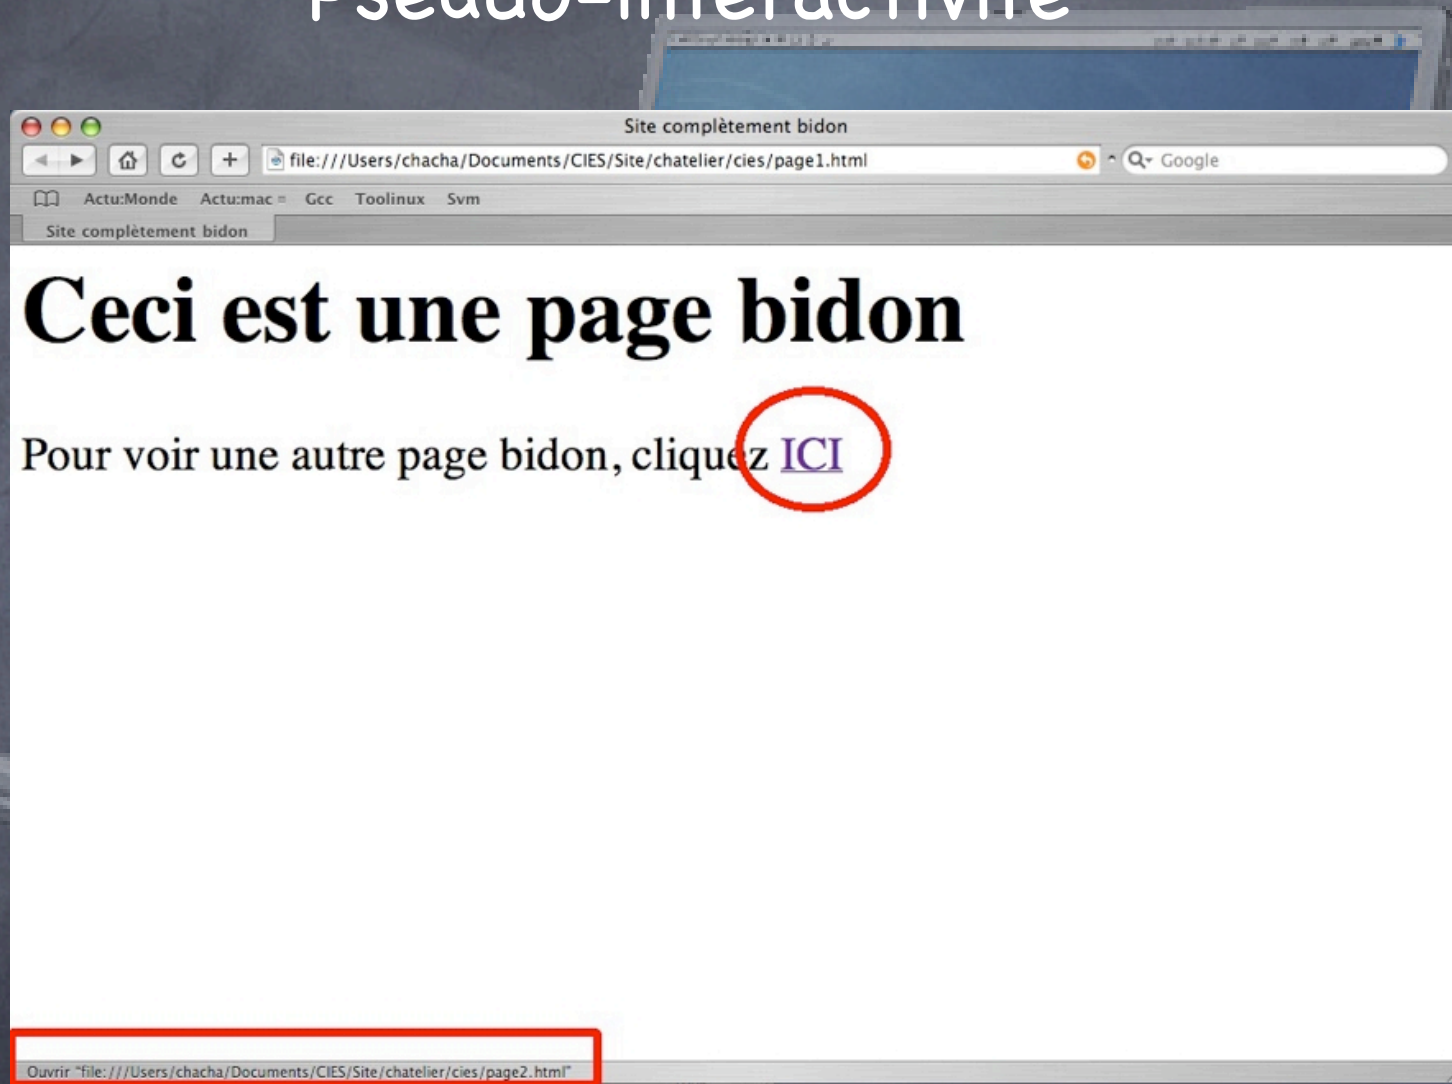 Pseudo-interactivité
Site complètement bidon
file:///Users/chacha/Documents/CIES/Site/chatelier/cies/page1.html
Google
Actu:Monde Actu:mac Gcc Toolinux Svm
Site complètement bidon
Ceci est une page bidon
Pour voir une autre page bidon, cliquez ICI
Ouvrir "file:///Users/chacha/Documents/CIES/Site/chatelier/cies/page2.html"